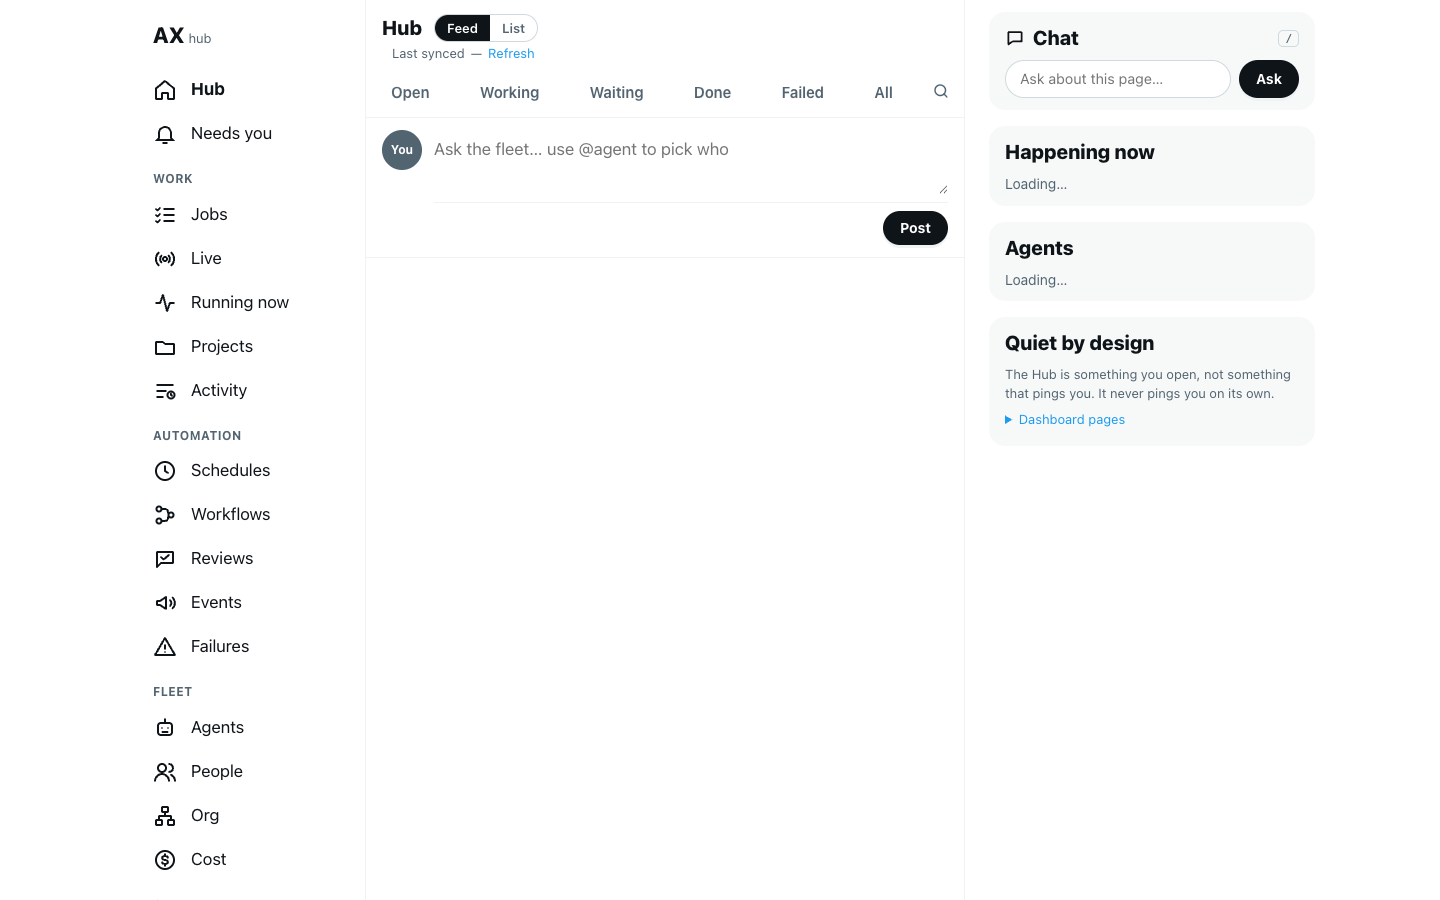 AX hub
Hub
Needs you
WORK
Jobs
Live
Running now
Projects
Activity
AUTOMATION
Schedules
Workflows
Reviews
Events
Failures
FLEET
Agents
People
Org
Cost
Hub
Feed List
Last synced — Refresh
Open Working Waiting Done Failed All
You
Ask the fleet... use @agent to pick who
Post
Chat /
Ask about this page... Ask
Happening now
Loading...
Agents
Loading...
Quiet by design
The Hub is something you open, not something
that pings you. It never pings you on its own.
Dashboard pages